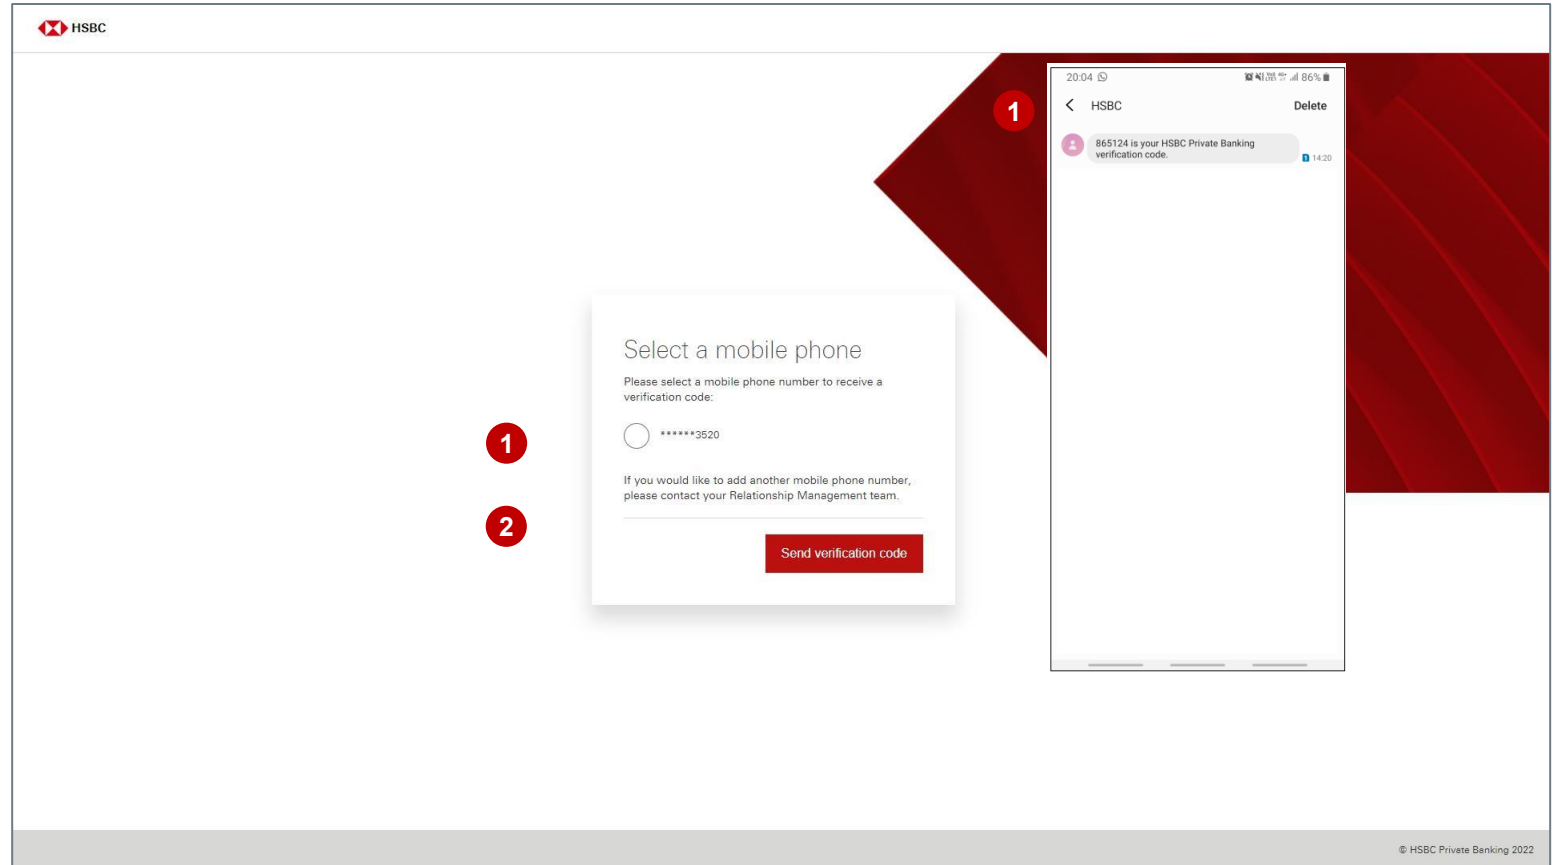 HSBC
1
20:04
86%
HSBC
Delete
865124 is your HSBC Private Banking
verification code.
1 14:20
Select a mobile phone
Please select a mobile phone number to receive a
verification code:
1
******3520
If you would like to add another mobile phone number,
please contact your Relationship Management team.
2
Send verification code
© HSBC Private Banking 2022